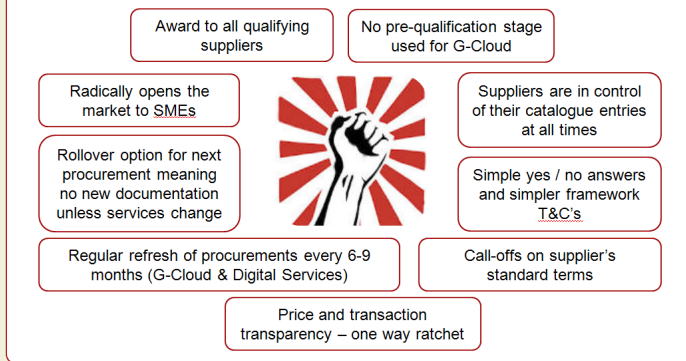 Award to all qualifying
suppliers
No pre-qualification stage
used for G-Cloud
Radically opens the
market to SMEs
Suppliers are in control
of their catalogue entries
at all times
Rollover option for next
procurement meaning
no new documentation
unless services change
Simple yes / no answers
and simpler framework
T&C's
Regular refresh of procurements every 6-9
months (G-Cloud & Digital Services)
Call-offs on supplier's
standard terms
Price and transaction
transparency – one way ratchet